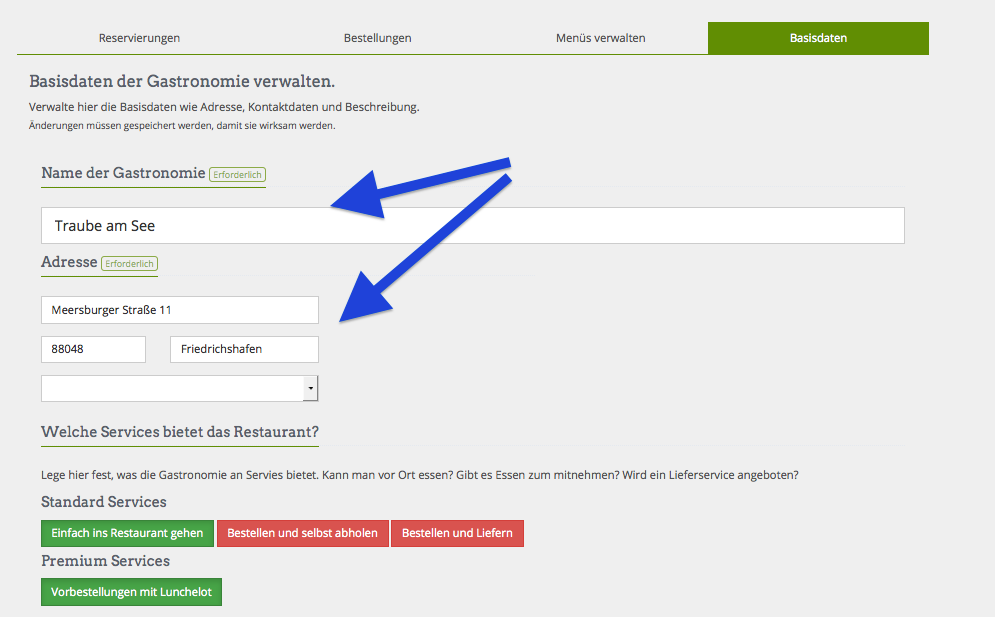 Reservierungen Bestellungen Menüs verwalten Basisdaten
Basisdaten der Gastronomie verwalten.
Verwalte hier die Basisdaten wie Adresse, Kontaktdaten und Beschreibung.
Änderungen müssen gespeichert werden, damit sie wirksam werden.
Name der Gastronomie Erforderlich
Traube am See
Adresse Erforderlich
Meersburger Straße 11
88048 Friedrichshafen
Welche Services bietet das Restaurant?
Lege hier fest, was die Gastronomie an Servies bietet. Kann man vor Ort essen? Gibt es Essen zum mitnehmen? Wird ein Lieferservice angeboten?
Standard Services
Einfach ins Restaurant gehen Bestellen und selbst abholen Bestellen und Liefern
Premium Services
Vorbestellungen mit Lunchelot